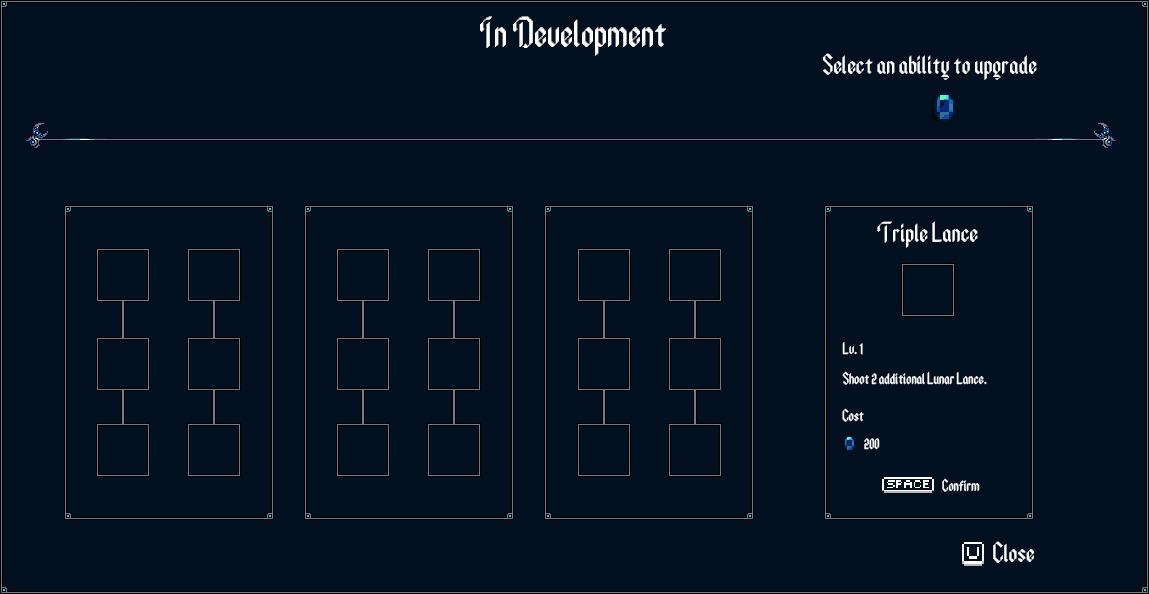 In Development
Select an ability to upgrade
Triple Lance
Lv. 1
Shoot 2 additional Lunar Lance.
Cost
200
SPACE Confirm
U Close